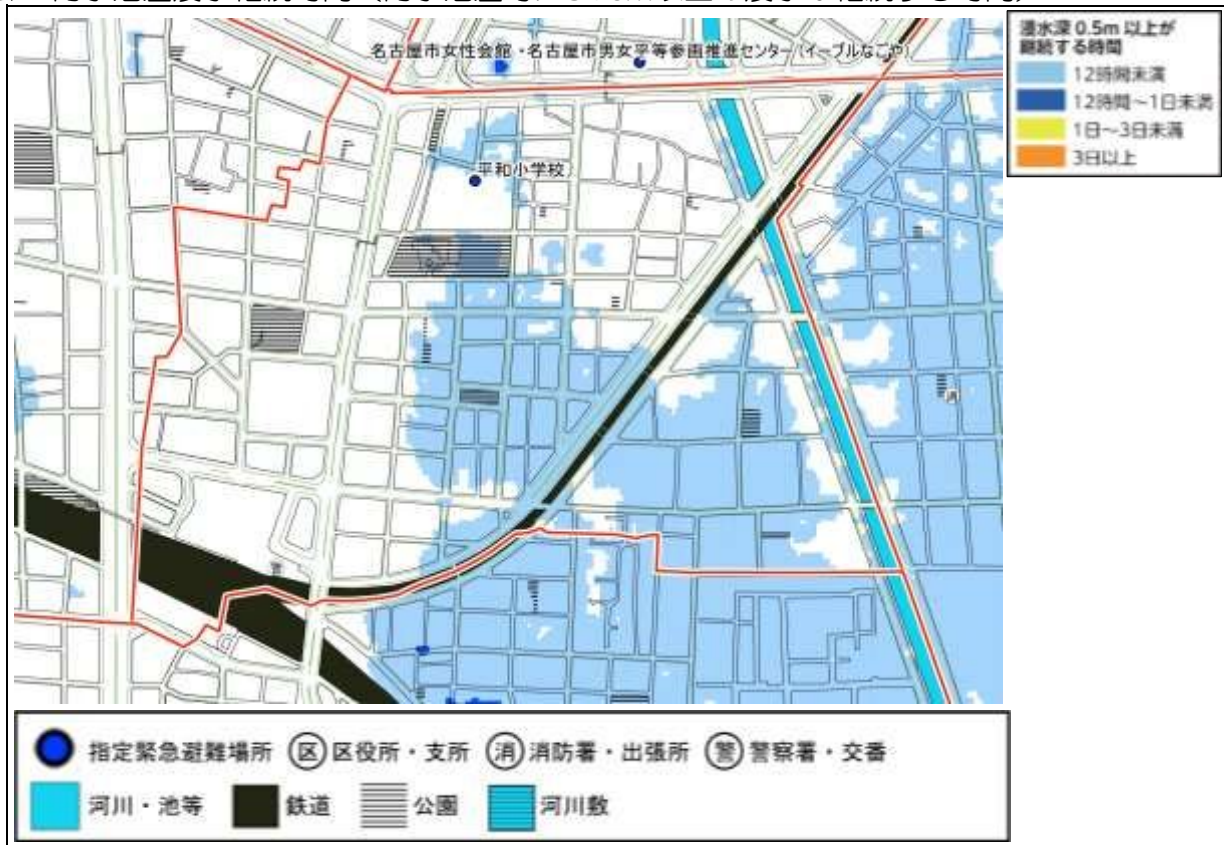 名古屋市女性会館・名古屋市男女平等参画推進センター(イーブルなごや)
平和小学校
消
浸水深 0.5m 以上が
継続する時間
12時間未満
12時間～1日未満
1日～3日未満
3日以上
指定緊急避難場所 区 区役所・支所 消 消防署・出張所 警 警察署・交番
河川・池等 鉄道 公園 河川敷